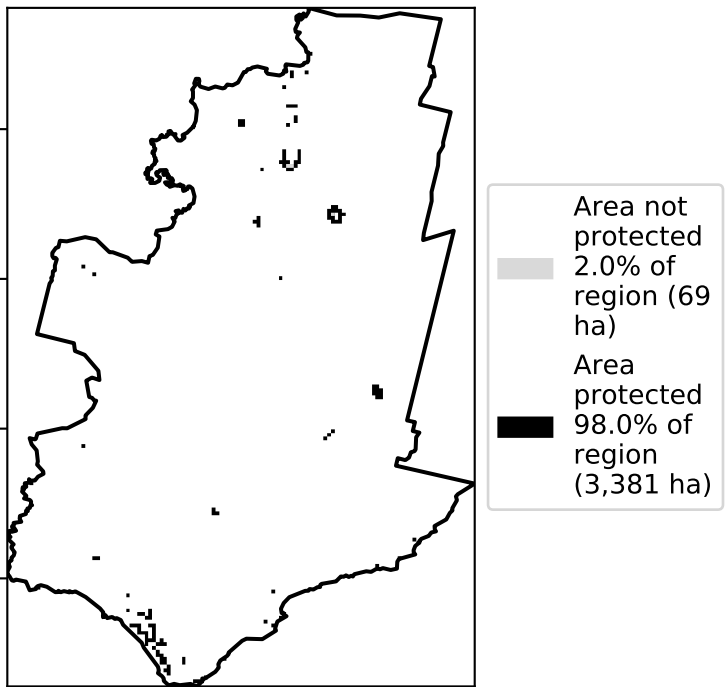 Area not
protected
2.0% of
region (69
ha)
Area
protected
98.0% of
region
(3,381 ha)